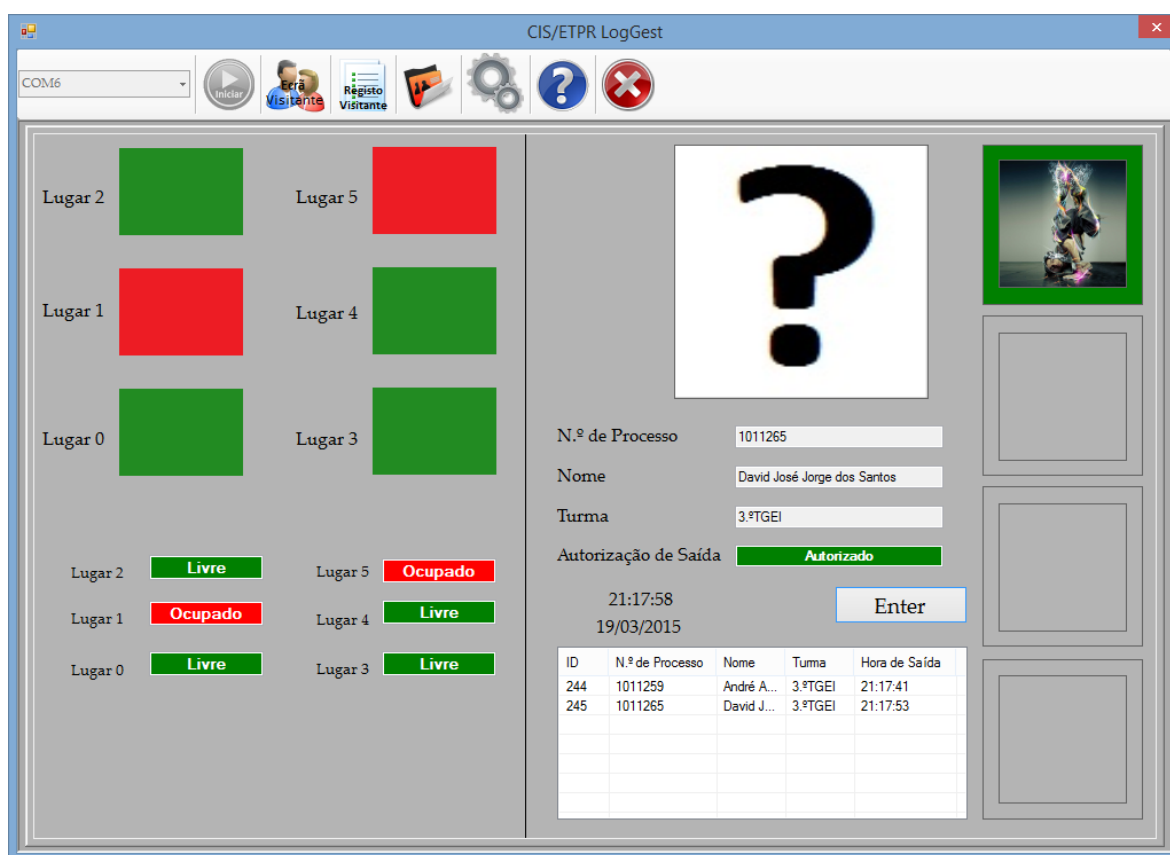 CIS/ETPR LogGest
COM6
Iniciar
Ecrã
Visitante
Registo
Visitante
?
Lugar 2
Lugar 5
Lugar 1
Lugar 4
Lugar 0
Lugar 3
Lugar 2 Livre
Lugar 5 Ocupado
Lugar 1 Ocupado
Lugar 4 Livre
Lugar 0 Livre
Lugar 3 Livre
?
N.º de Processo 1011265
Nome David José Jorge dos Santos
Turma 3.ºTGEI
Autorização de Saída Autorizado
21:17:58
19/03/2015
Enter
ID N.º de Processo Nome Turma Hora de Saída
244 1011259 André A... 3.ºTGEI 21:17:41
245 1011265 David J... 3.ºTGEI 21:17:53